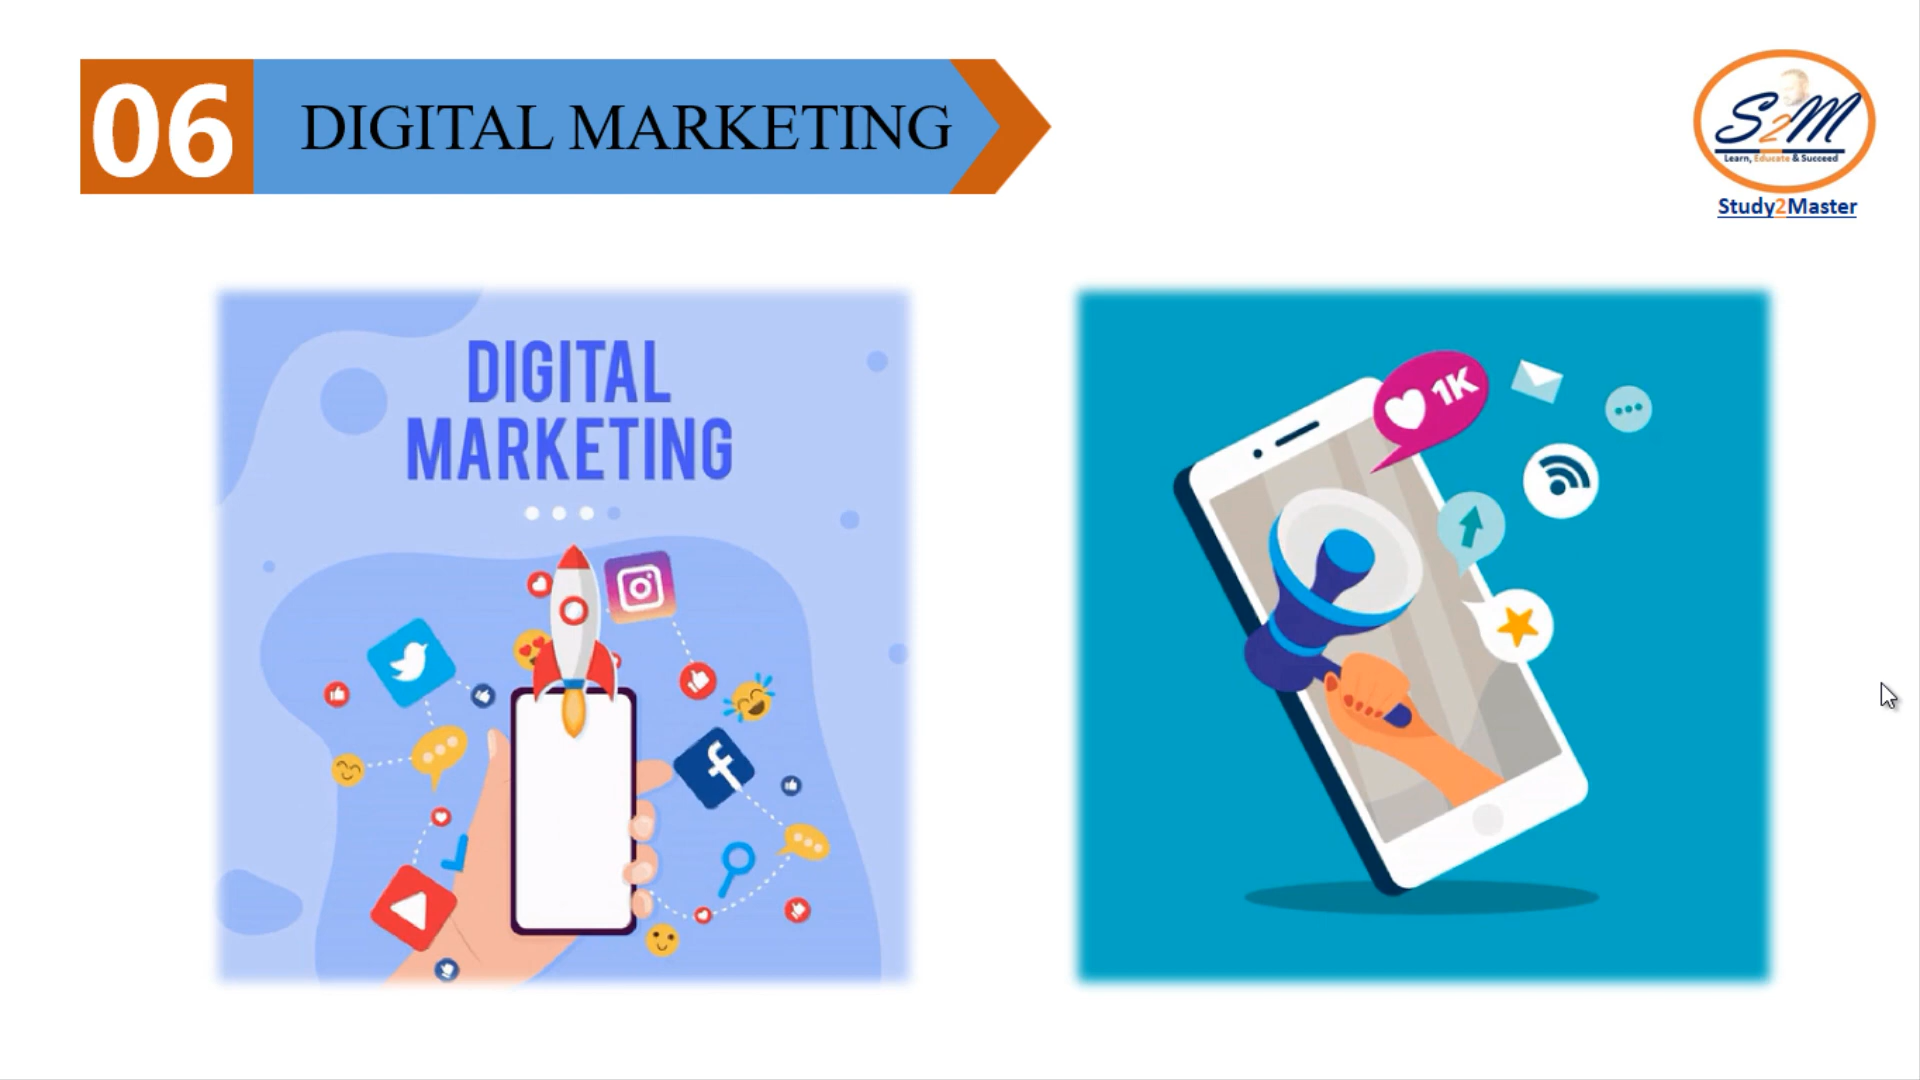 06
DIGITAL MARKETING
S2M
Learn, Educate & Succeed
Study2Master
DIGITAL
MARKETING
1K